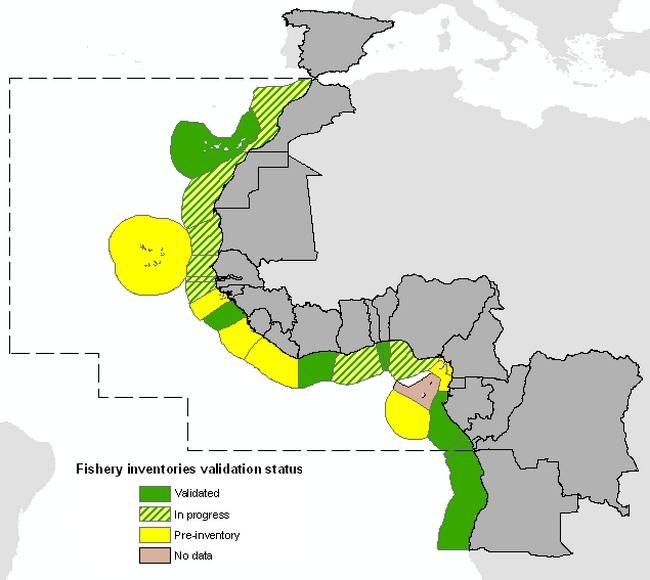 Fishery inventories validation status
Validated
In progress
Pre-inventory
No data